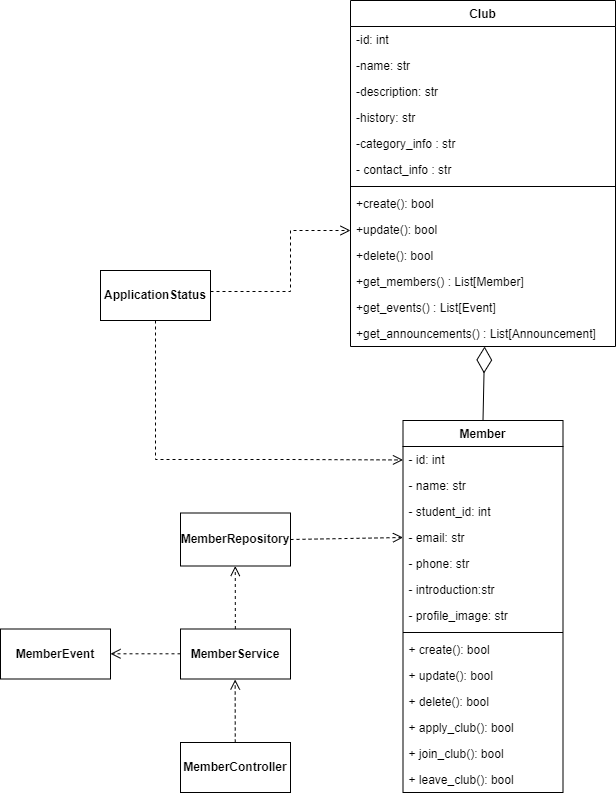 Club
-id: int
-name: str
-description: str
-history: str
-category_info : str
- contact_info : str
+create(): bool
+update(): bool
+delete(): bool
+get_members() : List[Member]
+get_events() : List[Event]
+get_announcements() : List[Announcement]
ApplicationStatus
Member
- id: int
- name: str
- student_id: int
- email: str
- phone: str
- introduction:str
- profile_image: str
+ create(): bool
+ update(): bool
+ delete(): bool
+ apply_club(): bool
+ join_club(): bool
+ leave_club(): bool
MemberRepository
MemberEvent
MemberService
MemberController